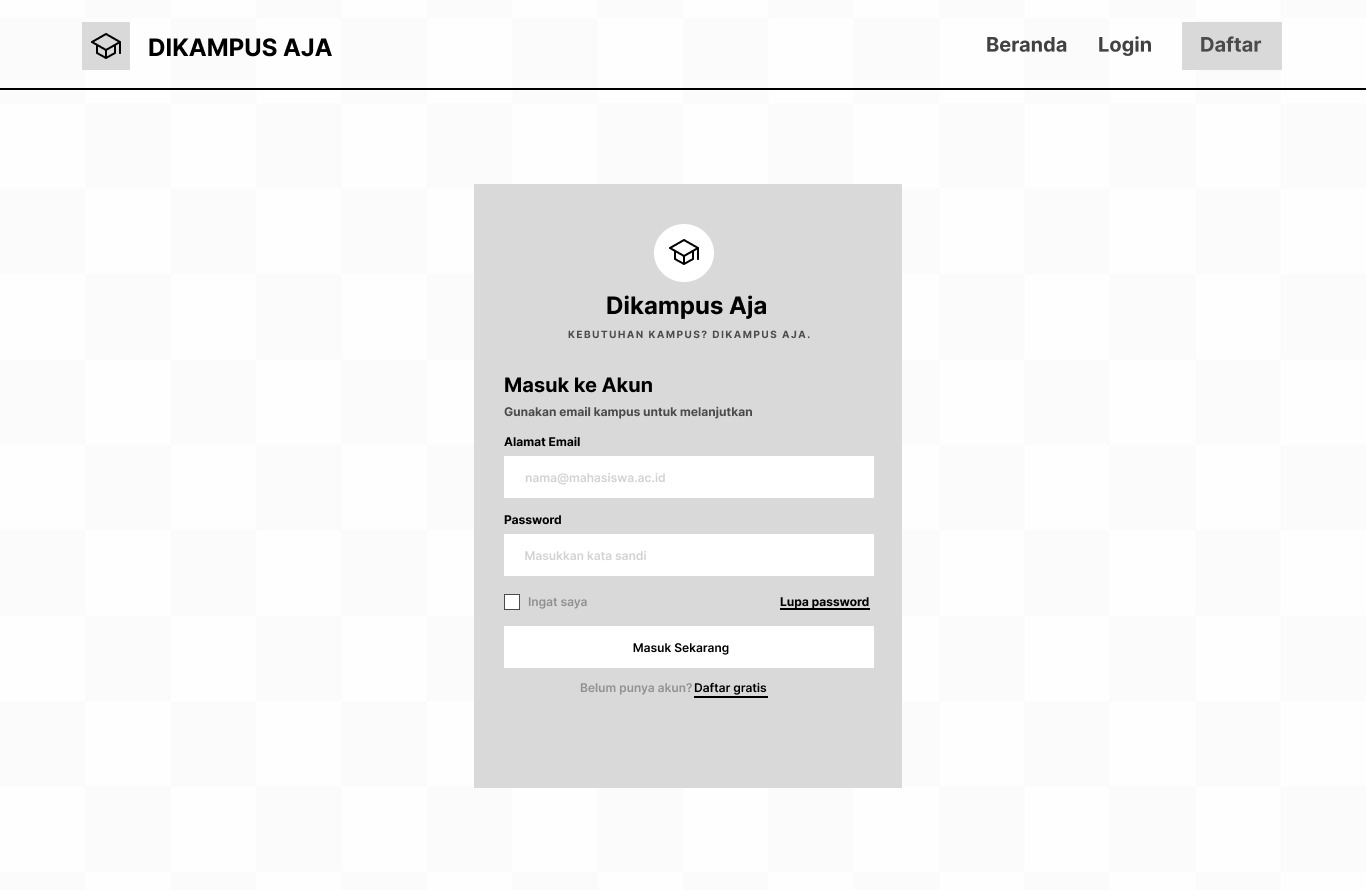 DIKAMPUS AJA
Beranda Login Daftar
Dikampus Aja
KEBUTUHAN KAMPUS? DIKAMPUS AJA.
Masuk ke Akun
Gunakan email kampus untuk melanjutkan
Alamat Email
nama@mahasiswa.ac.id
Password
Masukkan kata sandi
Ingat saya Lupa password
Masuk Sekarang
Belum punya akun? Daftar gratis